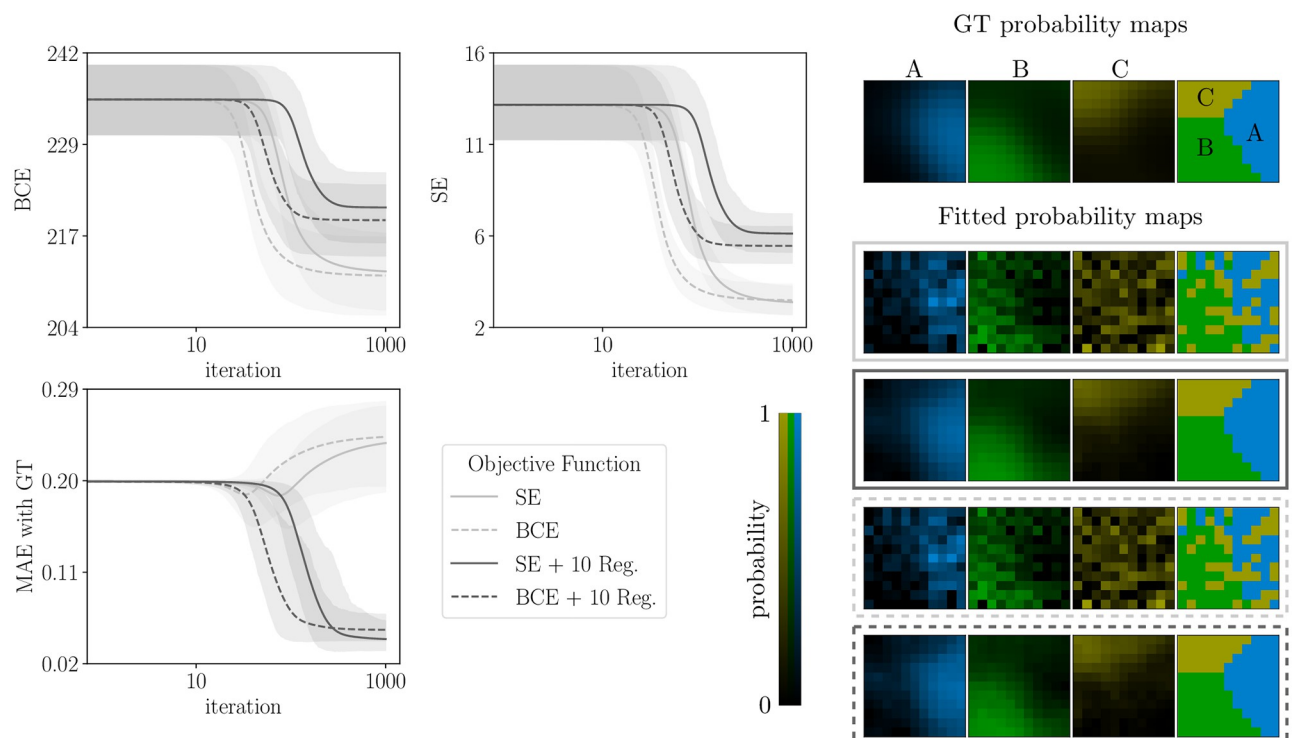 GT probability maps
A
B
C
C
A
B
Fitted probability maps
242
229
217
204
BCE
10
1000
iteration
16
11
6
2
SE
10
1000
iteration
0.29
0.20
0.11
0.02
MAE with GT
10
1000
iteration
Objective Function
SE
BCE
SE + 10 Reg.
BCE + 10 Reg.
1
probability
0